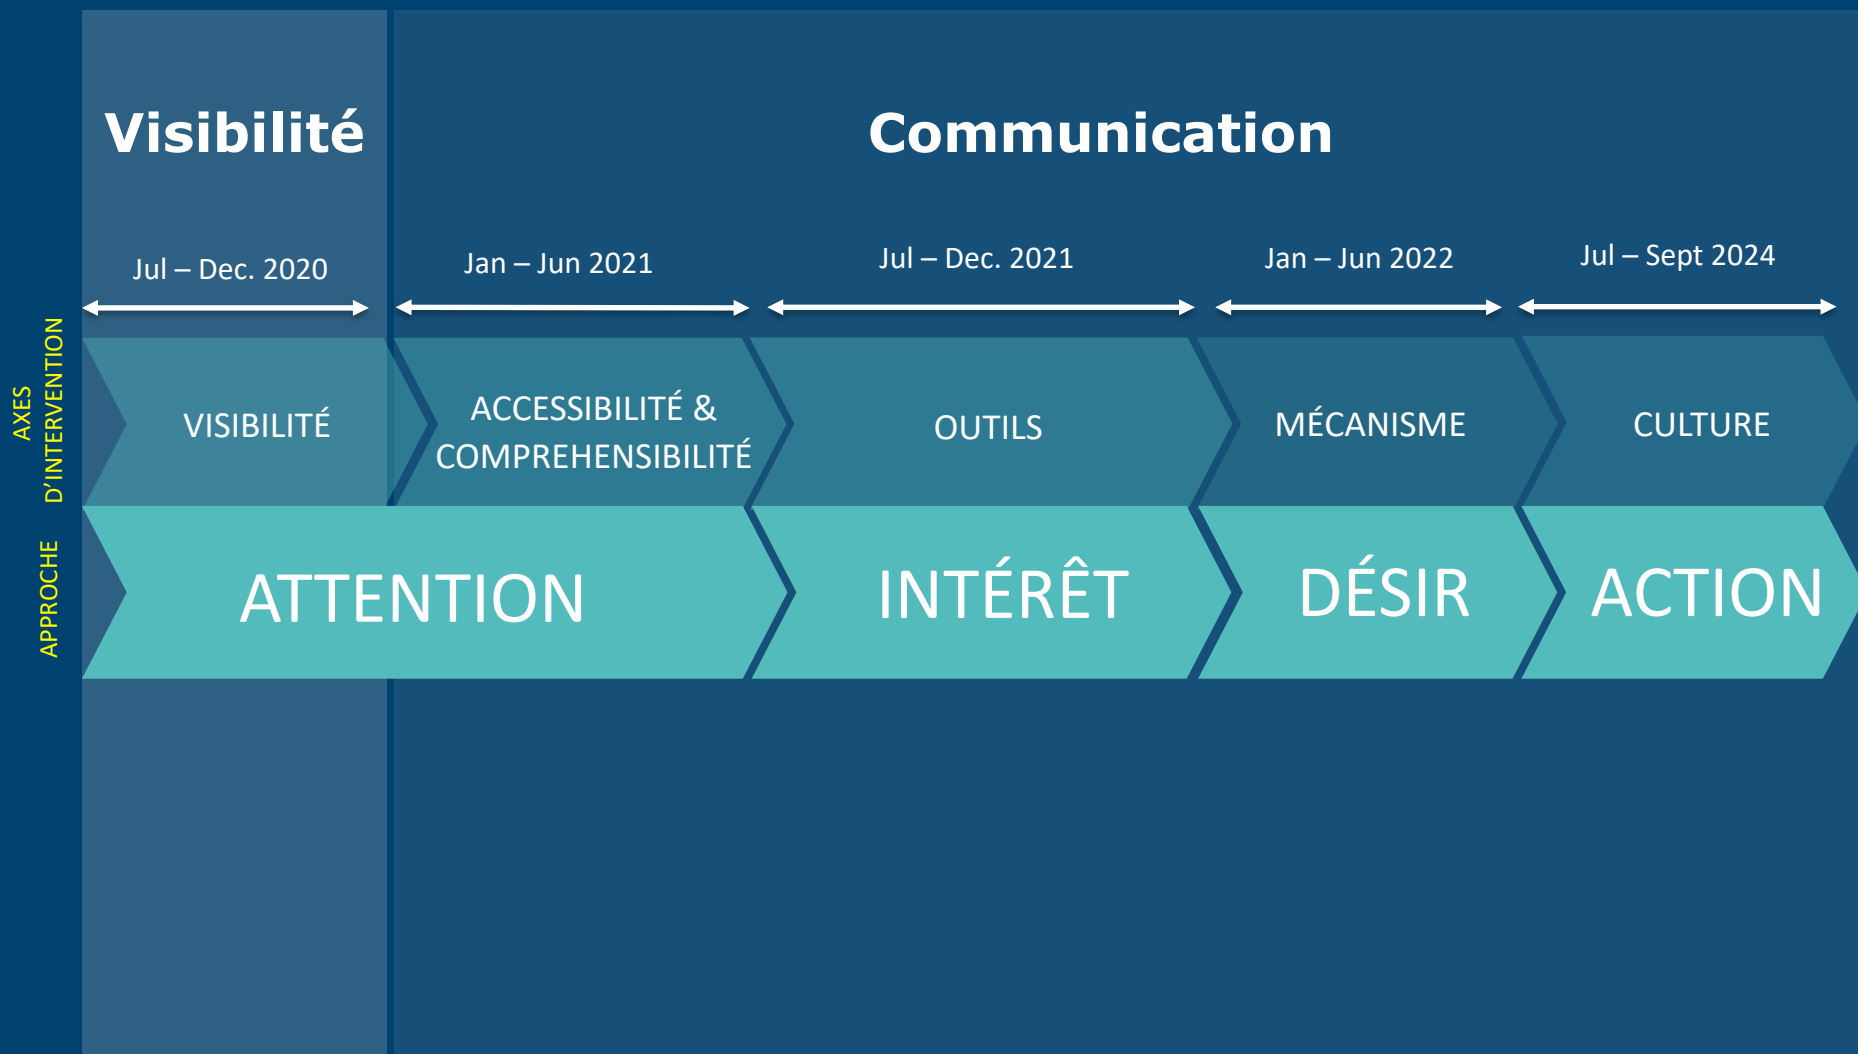 Visibilité
Communication
Jul – Dec. 2020
Jan – Jun 2021
Jul – Dec. 2021
Jan – Jun 2022
Jul – Sept 2024
AXES
D’INTERVENTION
VISIBILITÉ
ACCESSIBILITÉ &
COMPREHENSIBILITÉ
OUTILS
MÉCANISME
CULTURE
APPROCHE
ATTENTION
INTÉRÊT
DÉSIR
ACTION